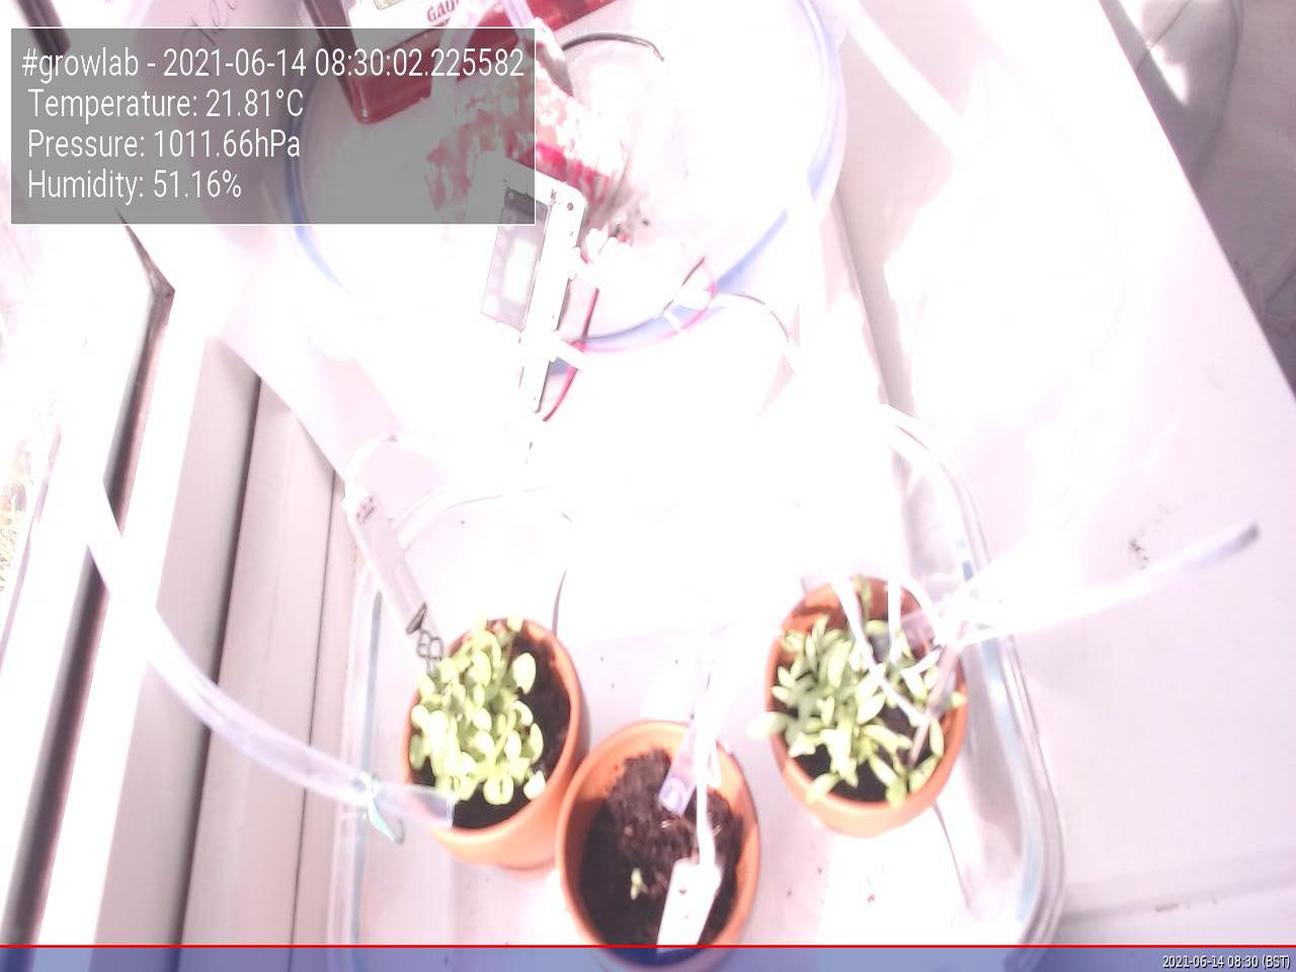 #growlab - 2021-06-14 08:30:02.225582
Temperature: 21.81°C
Pressure: 1011.66hPa
Humidity: 51.16%
2021-06-14 08:30 (BST)